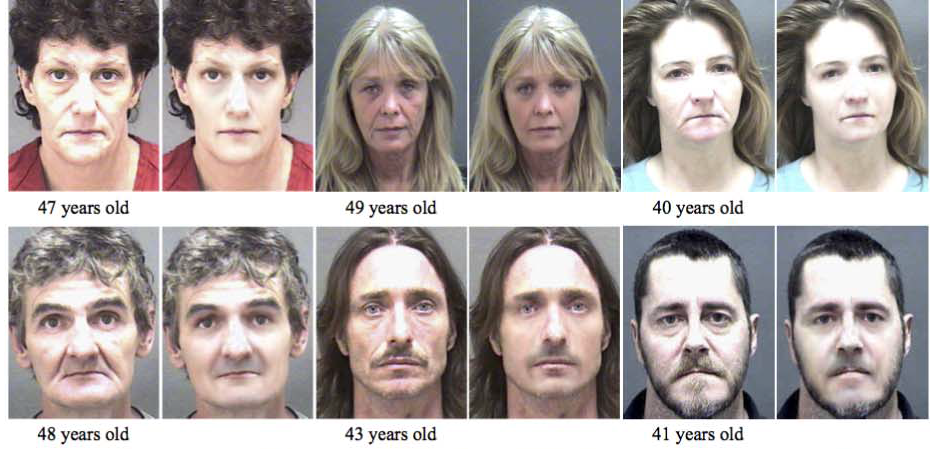 47 years old
49 years old
40 years old
48 years old
43 years old
41 years old